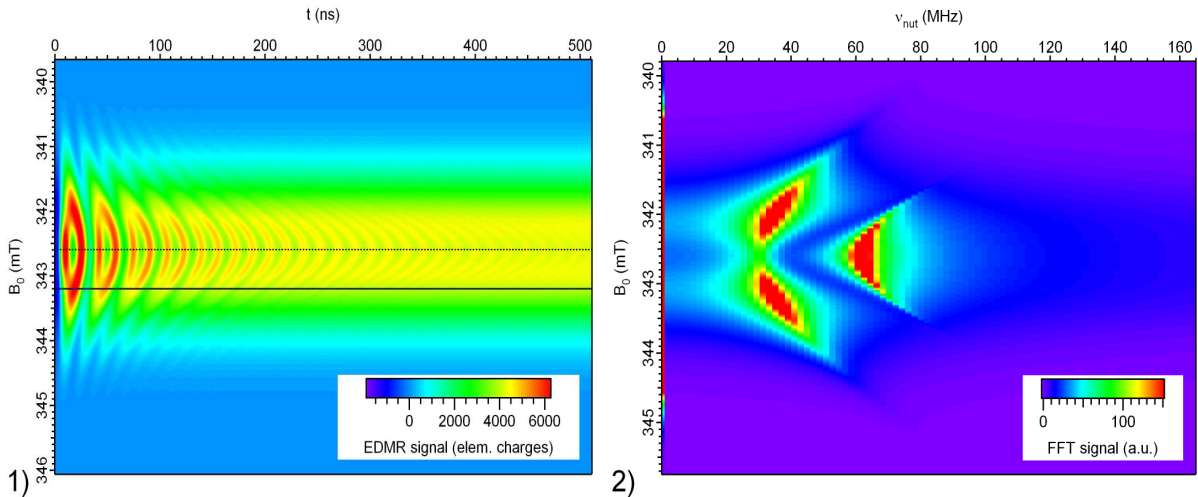 t (ns)
0 100 200 300 400 500
B0 (mT)
340
341
342
343
344
345
346
0 2000 4000 6000
EDMR signal (elem. charges)
1)
νnut (MHz)
0 20 40 60 80 100 120 140 160
B0 (mT)
340
341
342
343
344
345
0 100
FFT signal (a.u.)
2)